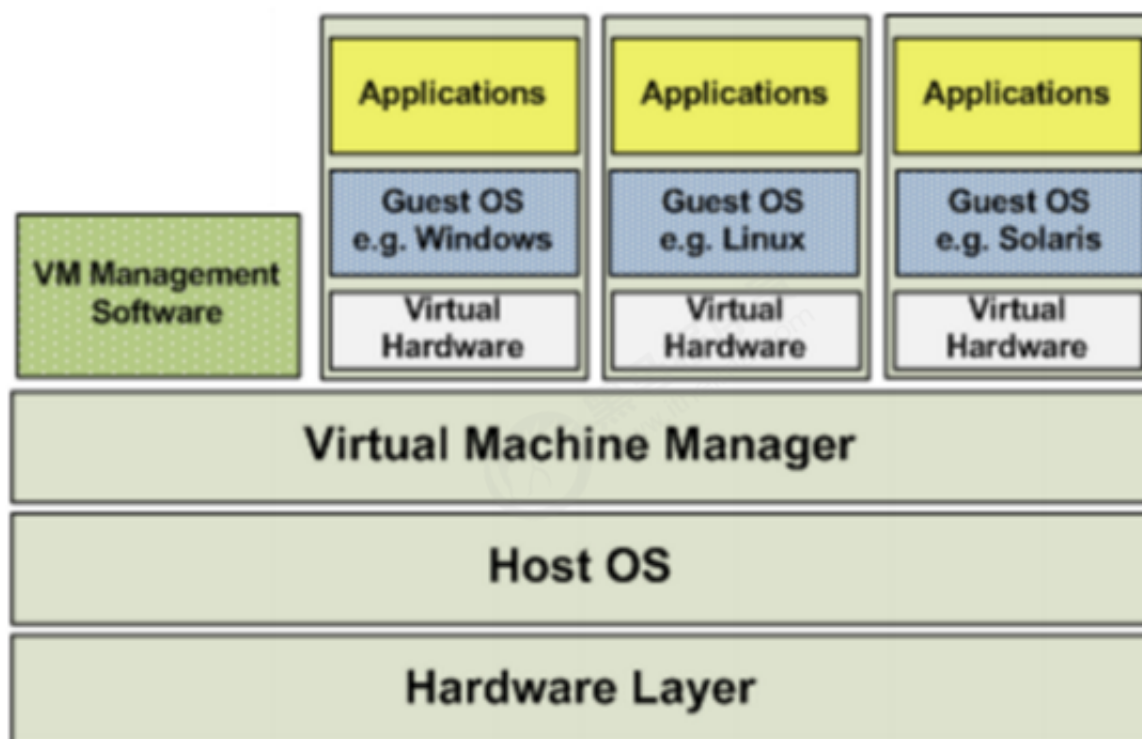 Applications
Applications
Applications
Guest OS
e.g. Windows
Guest OS
e.g. Linux
Guest OS
e.g. Solaris
VM Management
Software
Virtual
Hardware
Virtual
Hardware
Virtual
Hardware
Virtual Machine Manager
Host OS
Hardware Layer